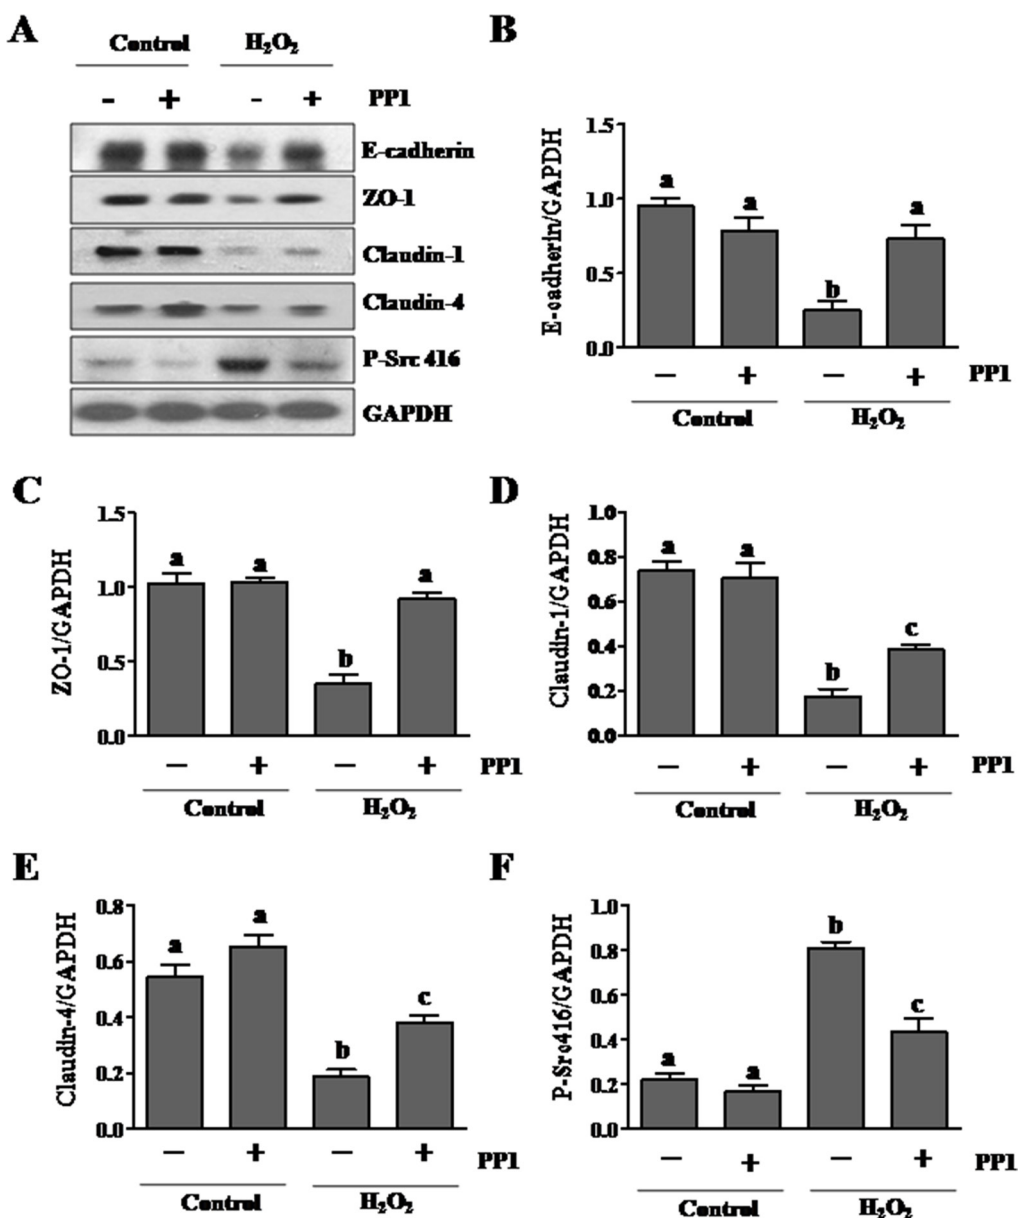 A
Control H₂O₂
- + - + PP1
E-cadherin
ZO-1
Claudin-1
Claudin-4
P-Src 416
GAPDH
B
E-cadherin/GAPDH
1.5
1.0
0.5
0.0
a a b a
— + — + PP1
Control H₂O₂
C
ZO-1/GAPDH
1.5
1.0
0.5
0.0
a a b a
— + — + PP1
Control H₂O₂
D
Claudin-1/GAPDH
1.0
0.8
0.6
0.4
0.2
0.0
a a b c
— + — + PP1
Control H₂O₂
E
Claudin-4/GAPDH
0.8
0.6
0.4
0.2
0.0
a a b c
— + — + PP1
Control H₂O₂
F
P-Src416/GAPDH
1.0
0.8
0.6
0.4
0.2
0.0
a a b c
— + — + PP1
Control H₂O₂